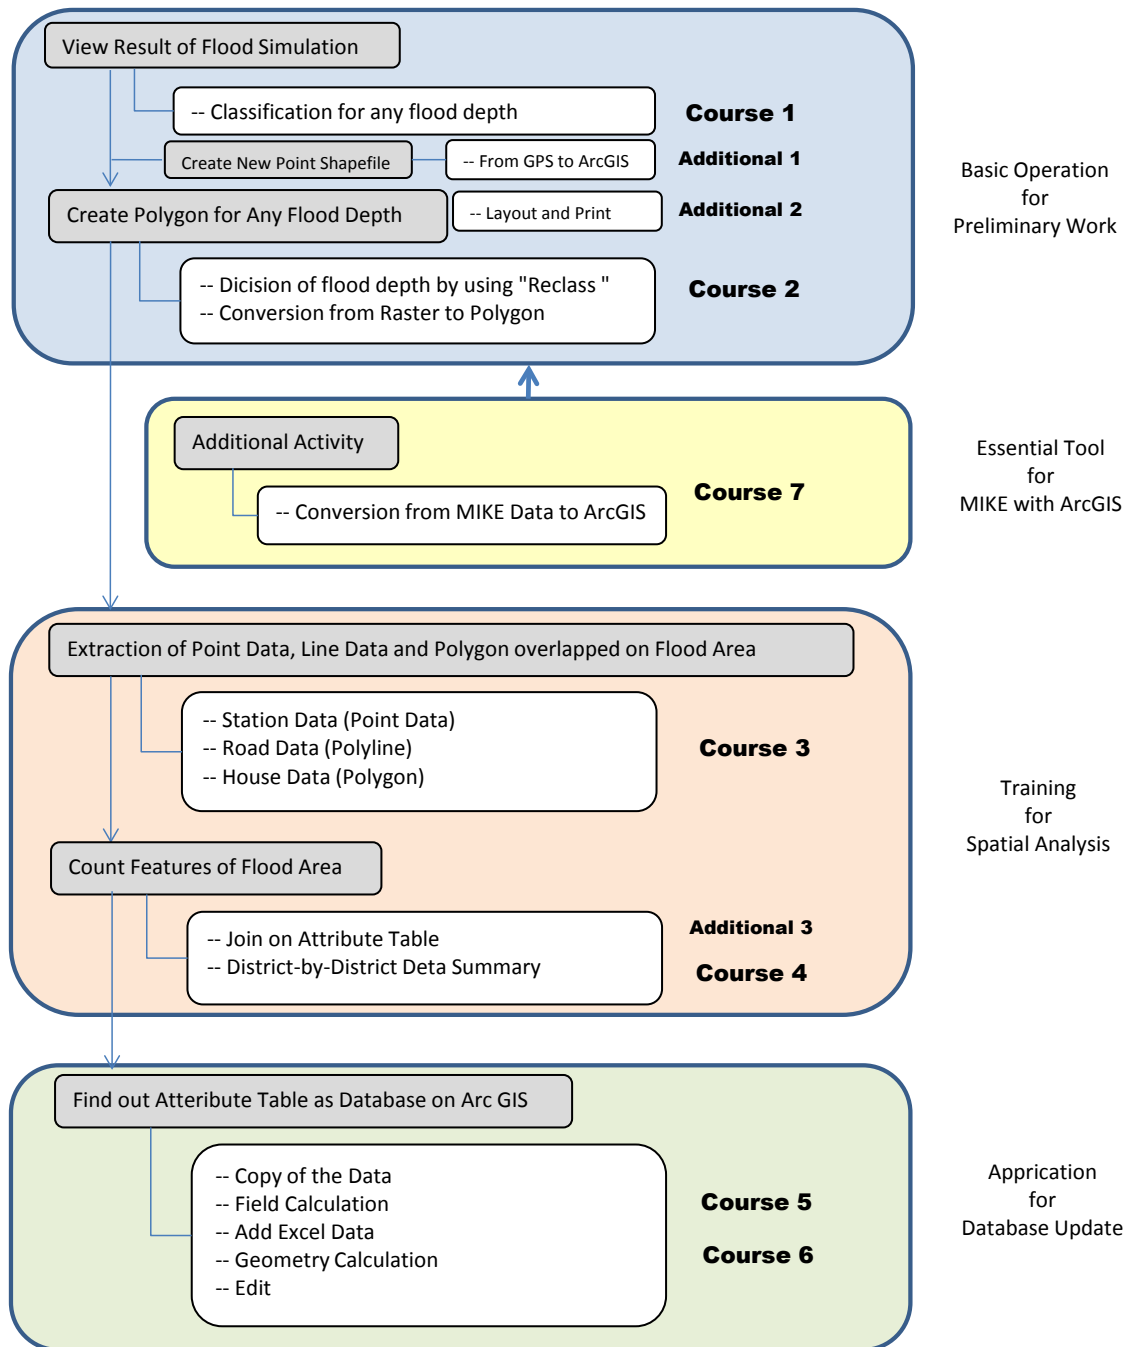 View Result of Flood Simulation
-- Classification for any flood depth
Course 1
Create New Point Shapefile
-- From GPS to ArcGIS
Additional 1
Create Polygon for Any Flood Depth
-- Layout and Print
Additional 2
-- Dicision of flood depth by using "Reclass "
-- Conversion from Raster to Polygon
Course 2
Basic Operation
for
Preliminary Work
Additional Activity
-- Conversion from MIKE Data to ArcGIS
Course 7
Essential Tool
for
MIKE with ArcGIS
Extraction of Point Data, Line Data and Polygon overlapped on Flood Area
-- Station Data (Point Data)
-- Road Data (Polyline)
-- House Data (Polygon)
Course 3
Count Features of Flood Area
-- Join on Attribute Table
-- District-by-District Deta Summary
Additional 3
Course 4
Training
for
Spatial Analysis
Find out Atteribute Table as Database on Arc GIS
-- Copy of the Data
-- Field Calculation
-- Add Excel Data
-- Geometry Calculation
-- Edit
Course 5
Course 6
Apprication
for
Database Update